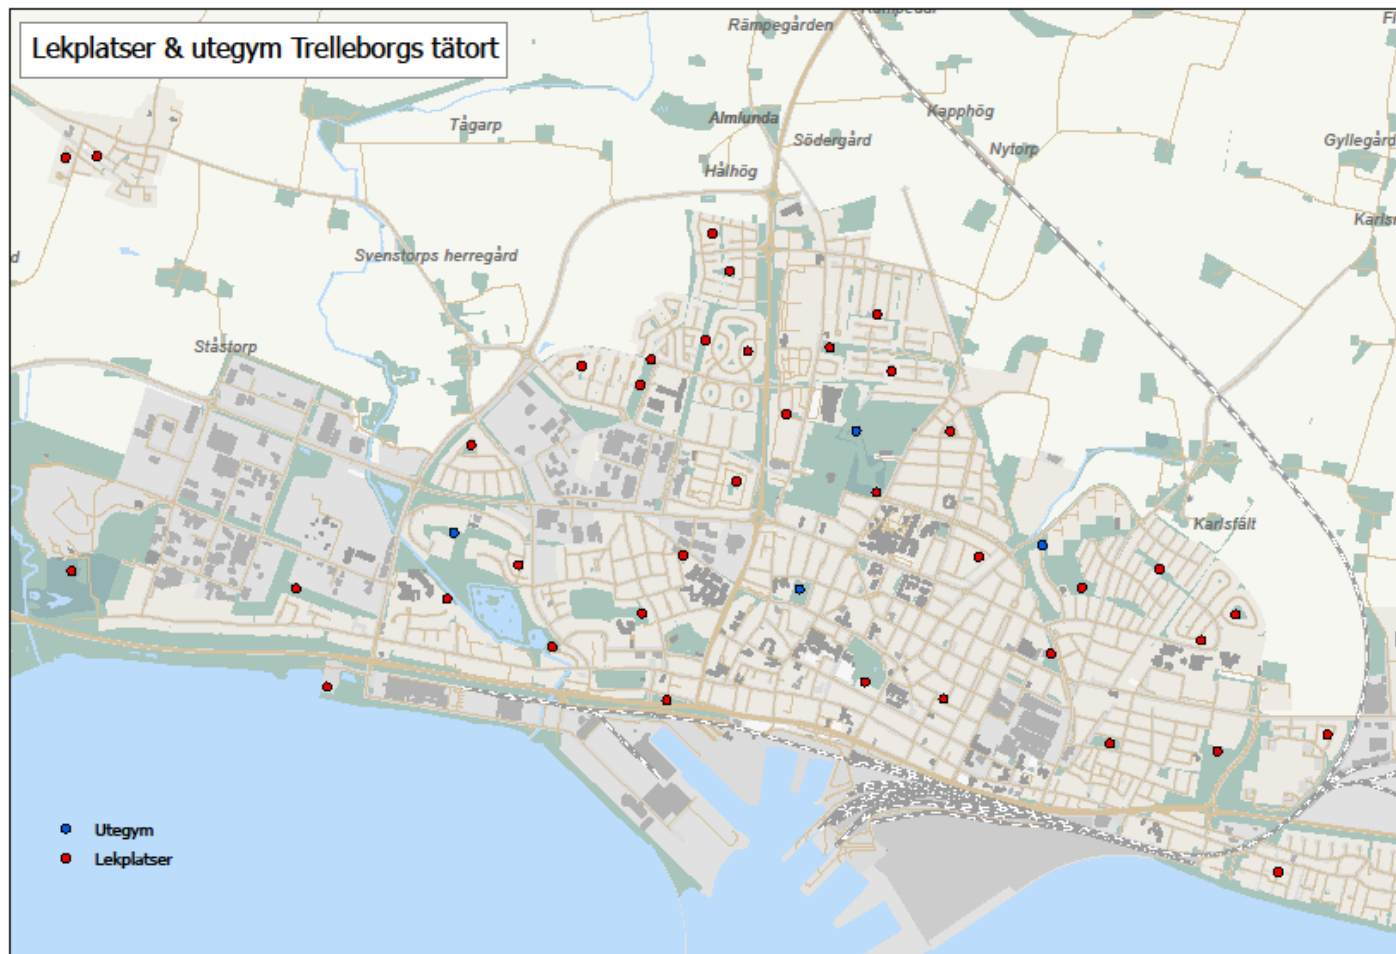 Lekplatser & utegym Trelleborgs tätort
Rämpegården
Kapphög
Almlunda
Tågarp
Södergård
Nytorp
Gyllegård
Hålhög
Svenstorps herregård
Ståstorp
Karlsfält
Utegym
Lekplatser